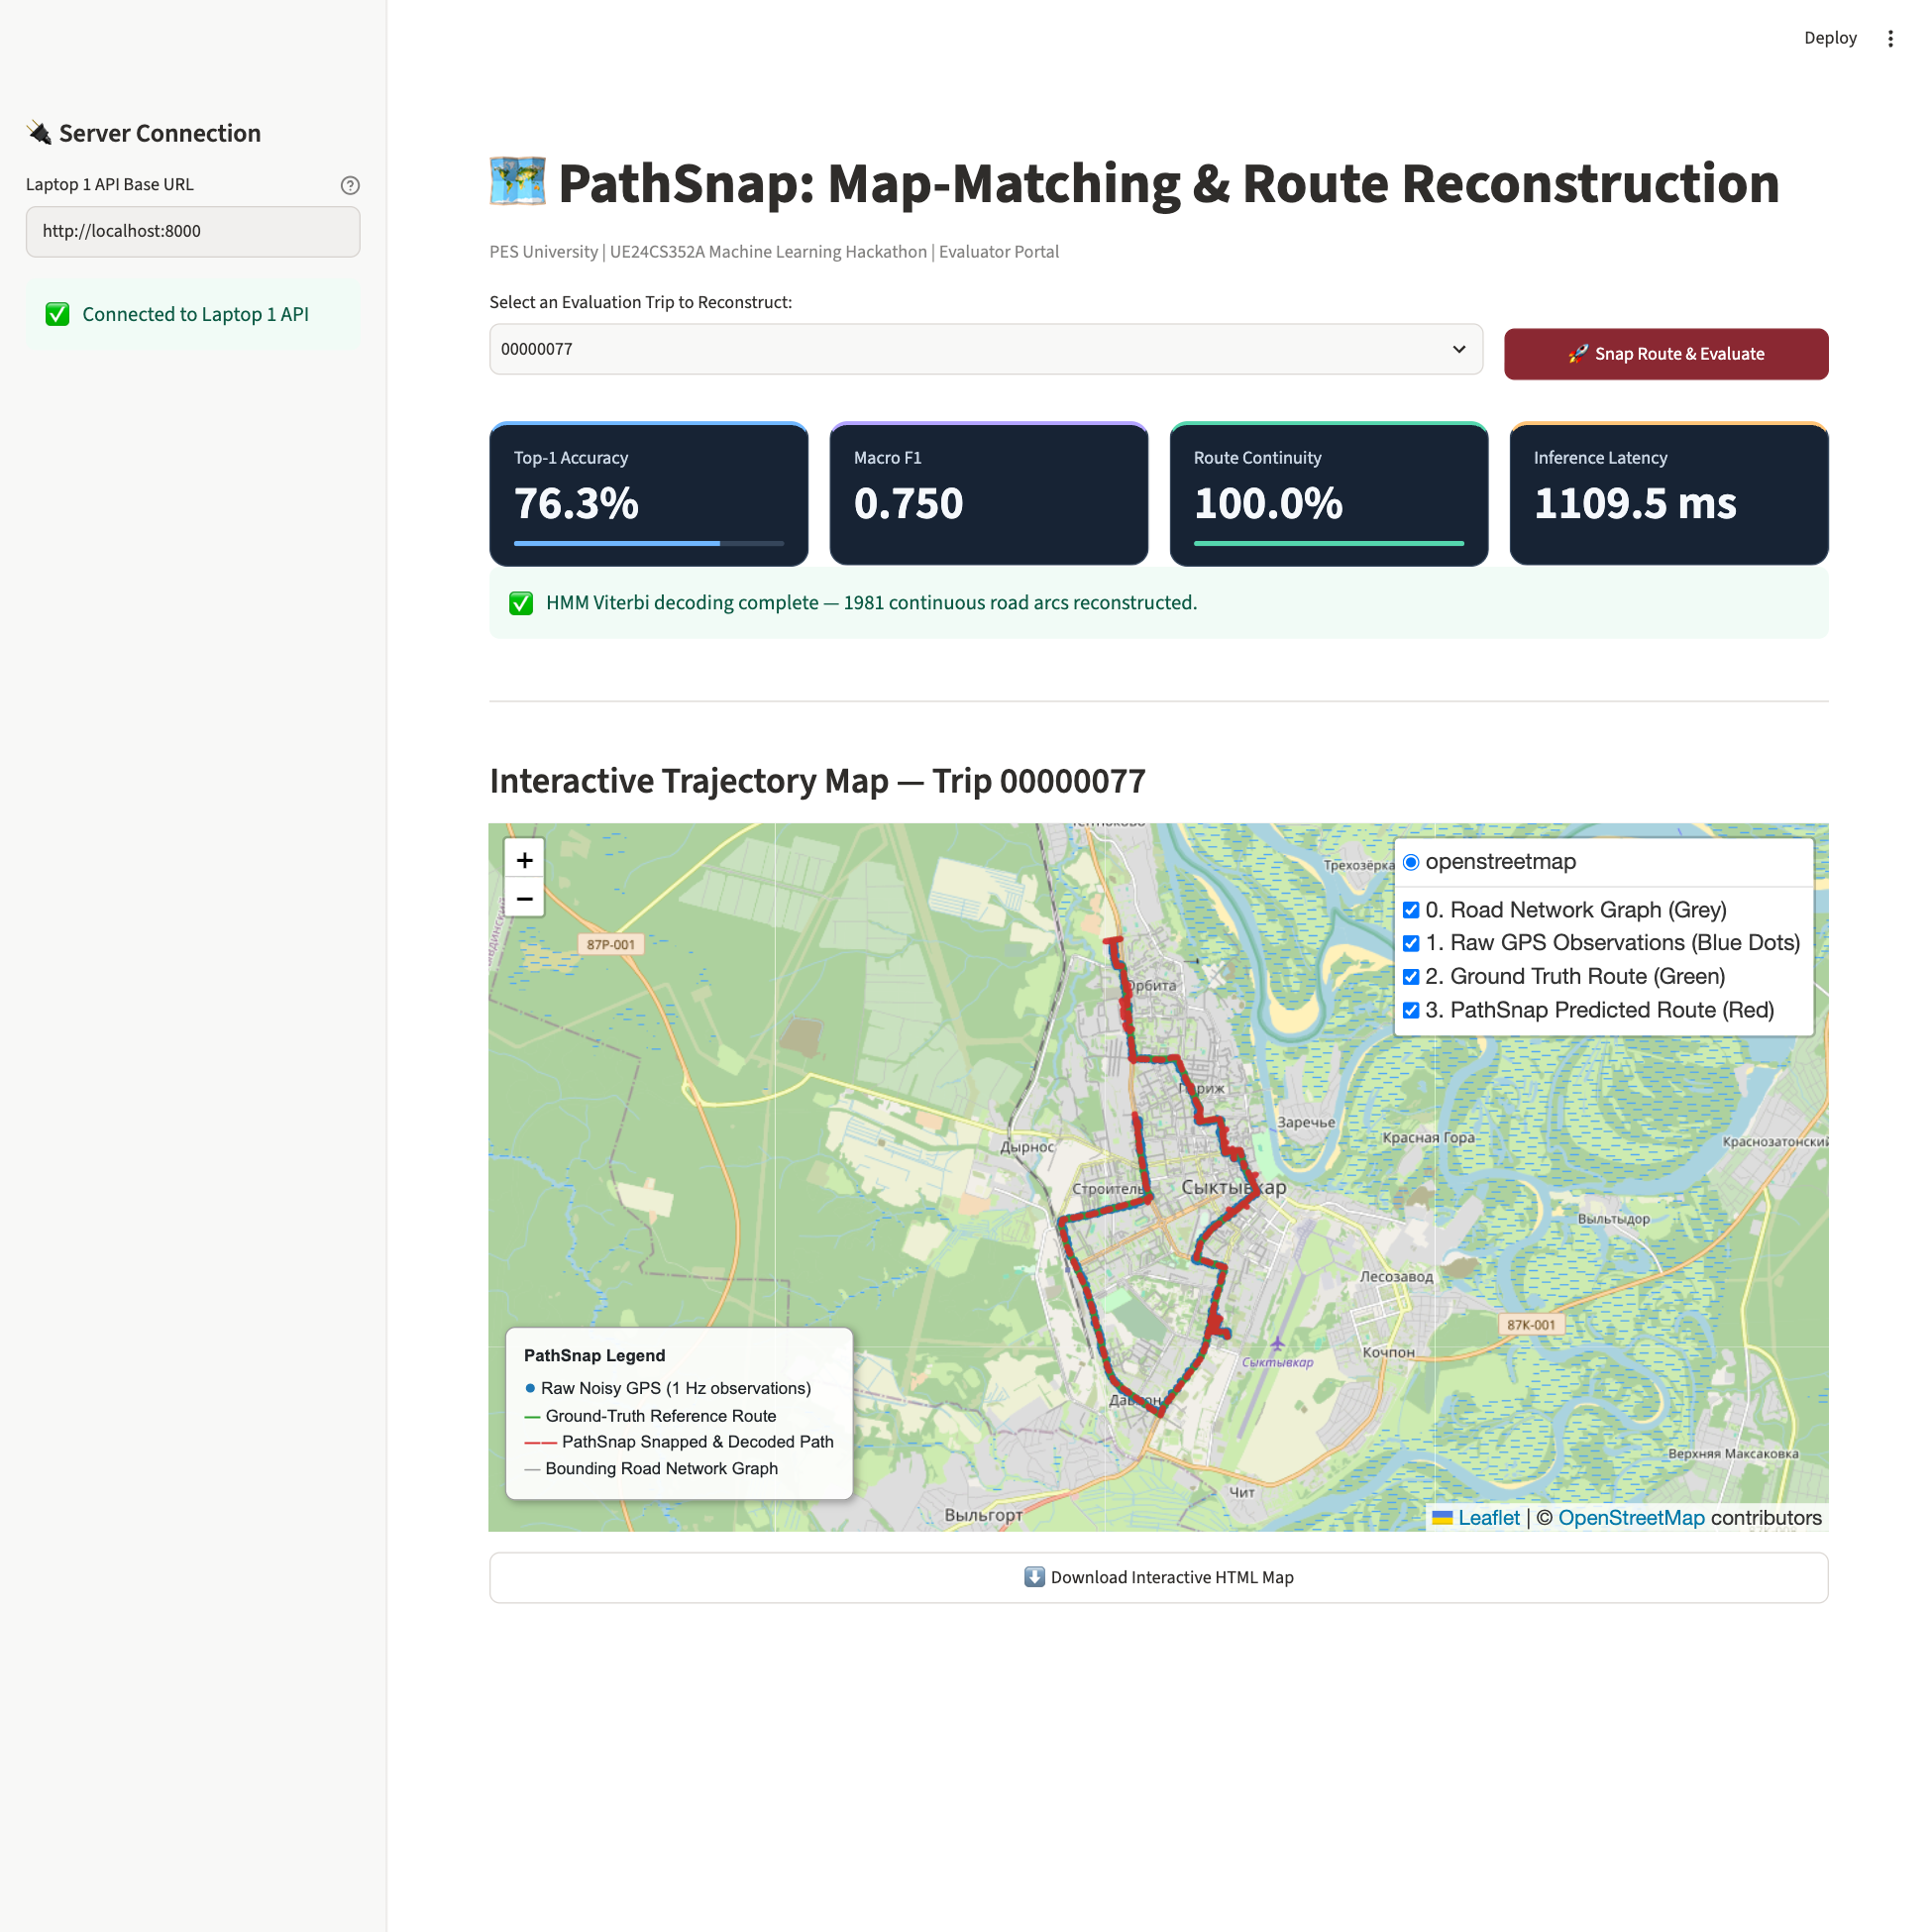 Deploy
Server Connection
Laptop 1 API Base URL
http://localhost:8000
Connected to Laptop 1 API
PathSnap: Map-Matching & Route Reconstruction
PES University | UE24CS352A Machine Learning Hackathon | Evaluator Portal
Select an Evaluation Trip to Reconstruct:
00000077
Snap Route & Evaluate
Top-1 Accuracy
76.3%
Macro F1
0.750
Route Continuity
100.0%
Inference Latency
1109.5 ms
HMM Viterbi decoding complete — 1981 continuous road arcs reconstructed.
Interactive Trajectory Map — Trip 00000077
+
−
openstreetmap
0. Road Network Graph (Grey)
1. Raw GPS Observations (Blue Dots)
2. Ground Truth Route (Green)
3. PathSnap Predicted Route (Red)
Трехозёрка
87Р-001
Орбита
Заречье
Красная Гора
Краснозатонский
Дырнос
Строитель
Сыктывкар
Выльтыдор
Лесозавод
87К-001
Кочпон
Сыктывкар
Верхняя Максаковка
Чит
Выльгорт
PathSnap Legend
Raw Noisy GPS (1 Hz observations)
Ground-Truth Reference Route
PathSnap Snapped & Decoded Path
Bounding Road Network Graph
Leaflet | © OpenStreetMap contributors
Download Interactive HTML Map